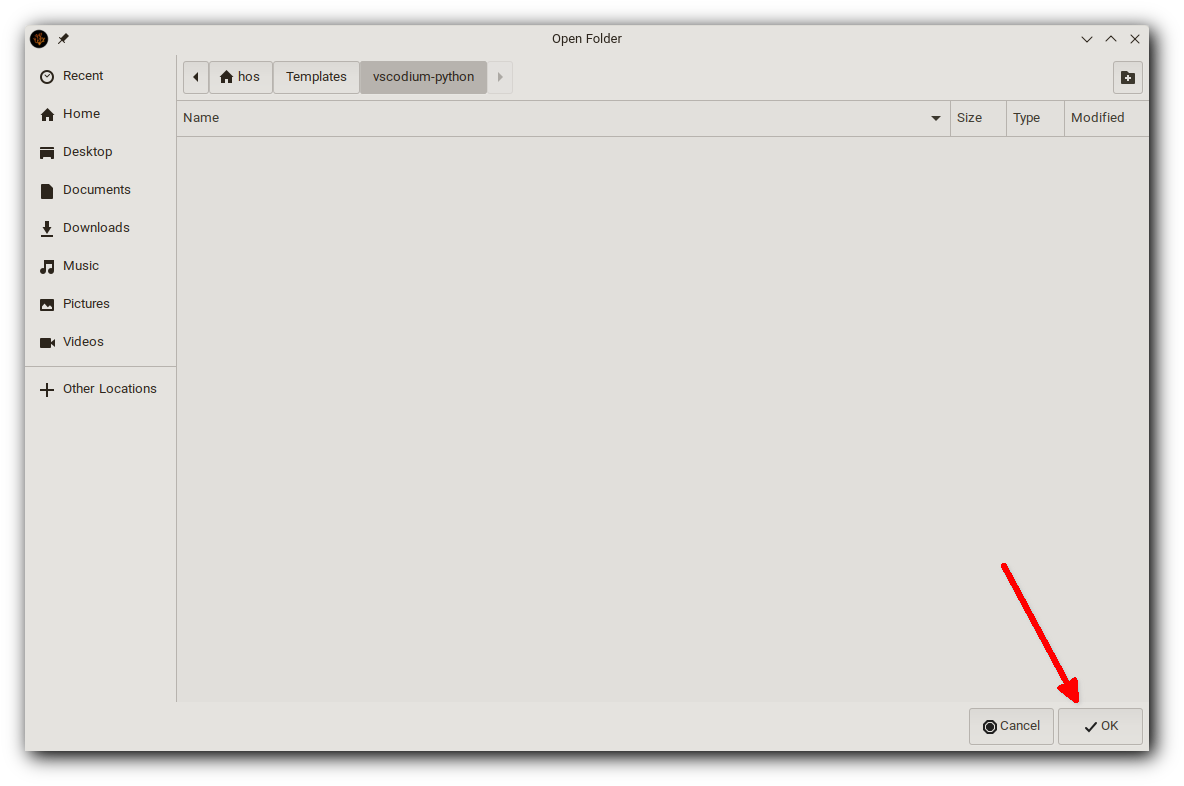 Open Folder
Recent
Home
Desktop
Documents
Downloads
Music
Pictures
Videos
Other Locations
hos Templates vscodium-python
Name Size Type Modified
Cancel OK